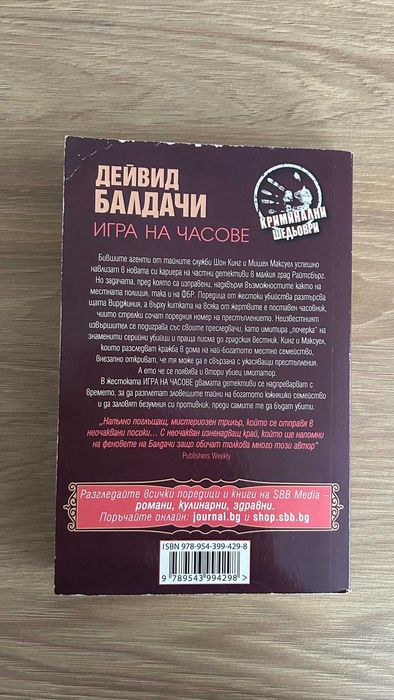 ДЕЙВИД
БАЛДАЧИ
ИГРА НА ЧАСОВЕ
КРИМИНАЛНИ
ШЕДЬОВРИ
Бившите агенти от тайните служби Шон Кинг и Мишел Максуел успешно
навлизат в новата си кариера на частни детективи в малкия град Райтсбърг.
Но задачата, пред която са изправени, надхвърля възможностите както на
местната полиция, така и на ФБР. Поредица от жестоки убийства разтърсва
щата Вирджиния, а върху китката на всяка от жертвите е поставен часовник,
чиито стрелки сочат поредния номер на престъплението. Неизвестният
извършител се подиграва със своите преследвачи, като имитира „почерка" на
знаменити серийни убийци и праща писма до градския вестник. Кинг и Максуел,
които разследват кражба в дома на най-богатото местно семейство,
внезапно откриват, че тя може да е свързана с ужасяващи престъпления.
А ето че се появява и втори убиец имитатор.
В жестоката ИГРА НА ЧАСОВЕ двамата детективи се надпреварват с
времето, за да разплетат зловещите тайни на богатото южняшко семейство
и да заловят безумния си противник, преди самите те да бъдат убити.
„Напълно поглъщащ, мистериозен трилър, който се отправя в
неочаквани посоки... С неочакван изненадващ край, който ще напомни
на феновете на Балдачи защо обичат толкова много този автор"
Publishers Weekly
Разгледайте всички поредици и книги на SBB Media –
романи, кулинарни, здравни.
Поръчайте онлайн: journal.bg и shop.sbb.bg
ISBN 978-954-399-429-8
9 789543 994298